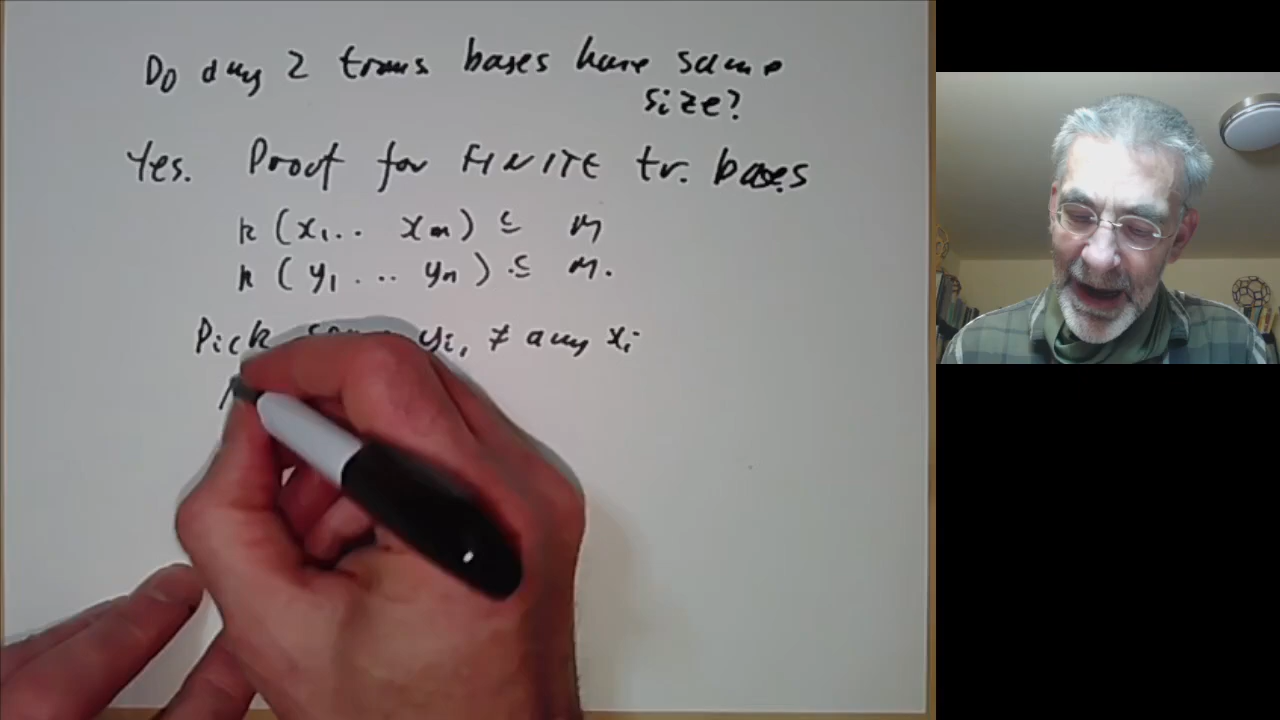 Do any 2 trans bases have same
size?
Yes. Proof for FINITE tr. bases
k (x₁.. xₘ) ⊆ M
k (y₁ ... yₙ) ⊆ M.
Pick some yᵢ, ≠ any xᵢ